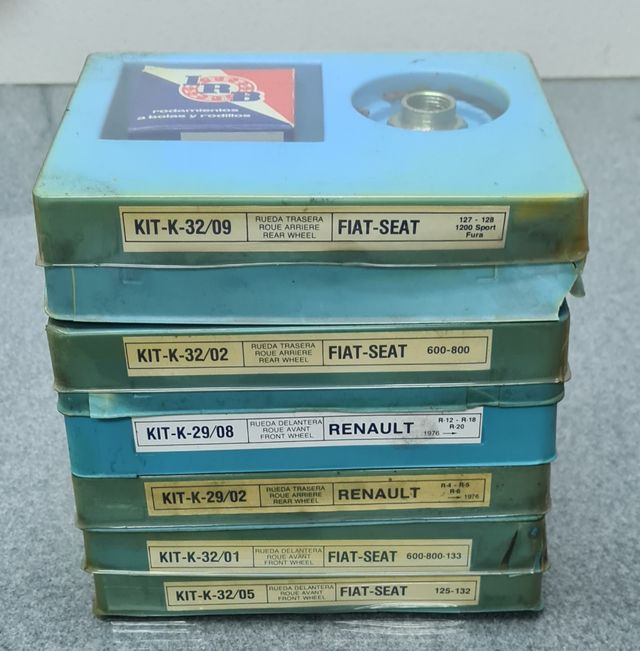 IRB
rodamientos
a bolas y rodillos
KIT-K-32/09
RUEDA TRASERA
ROUE ARRIERE
REAR WHEEL
FIAT-SEAT
127 - 128
1200 Sport
Fura
KIT-K-32/02
RUEDA TRASERA
ROUE ARRIERE
REAR WHEEL
FIAT-SEAT
600-800
KIT-K-29/08
RUEDA DELANTERA
ROUE AVANT
FRONT WHEEL
RENAULT
R-12 - R-18
R-20
1976 →
KIT-K-29/02
RUEDA TRASERA
ROUE ARRIERE
REAR WHEEL
RENAULT
R-4 - R-5
R-6
→ 1976
KIT-K-32/01
RUEDA DELANTERA
ROUE AVANT
FRONT WHEEL
FIAT-SEAT
600-800-133
KIT-K-32/05
RUEDA DELANTERA
ROUE AVANT
FRONT WHEEL
FIAT-SEAT
125-132